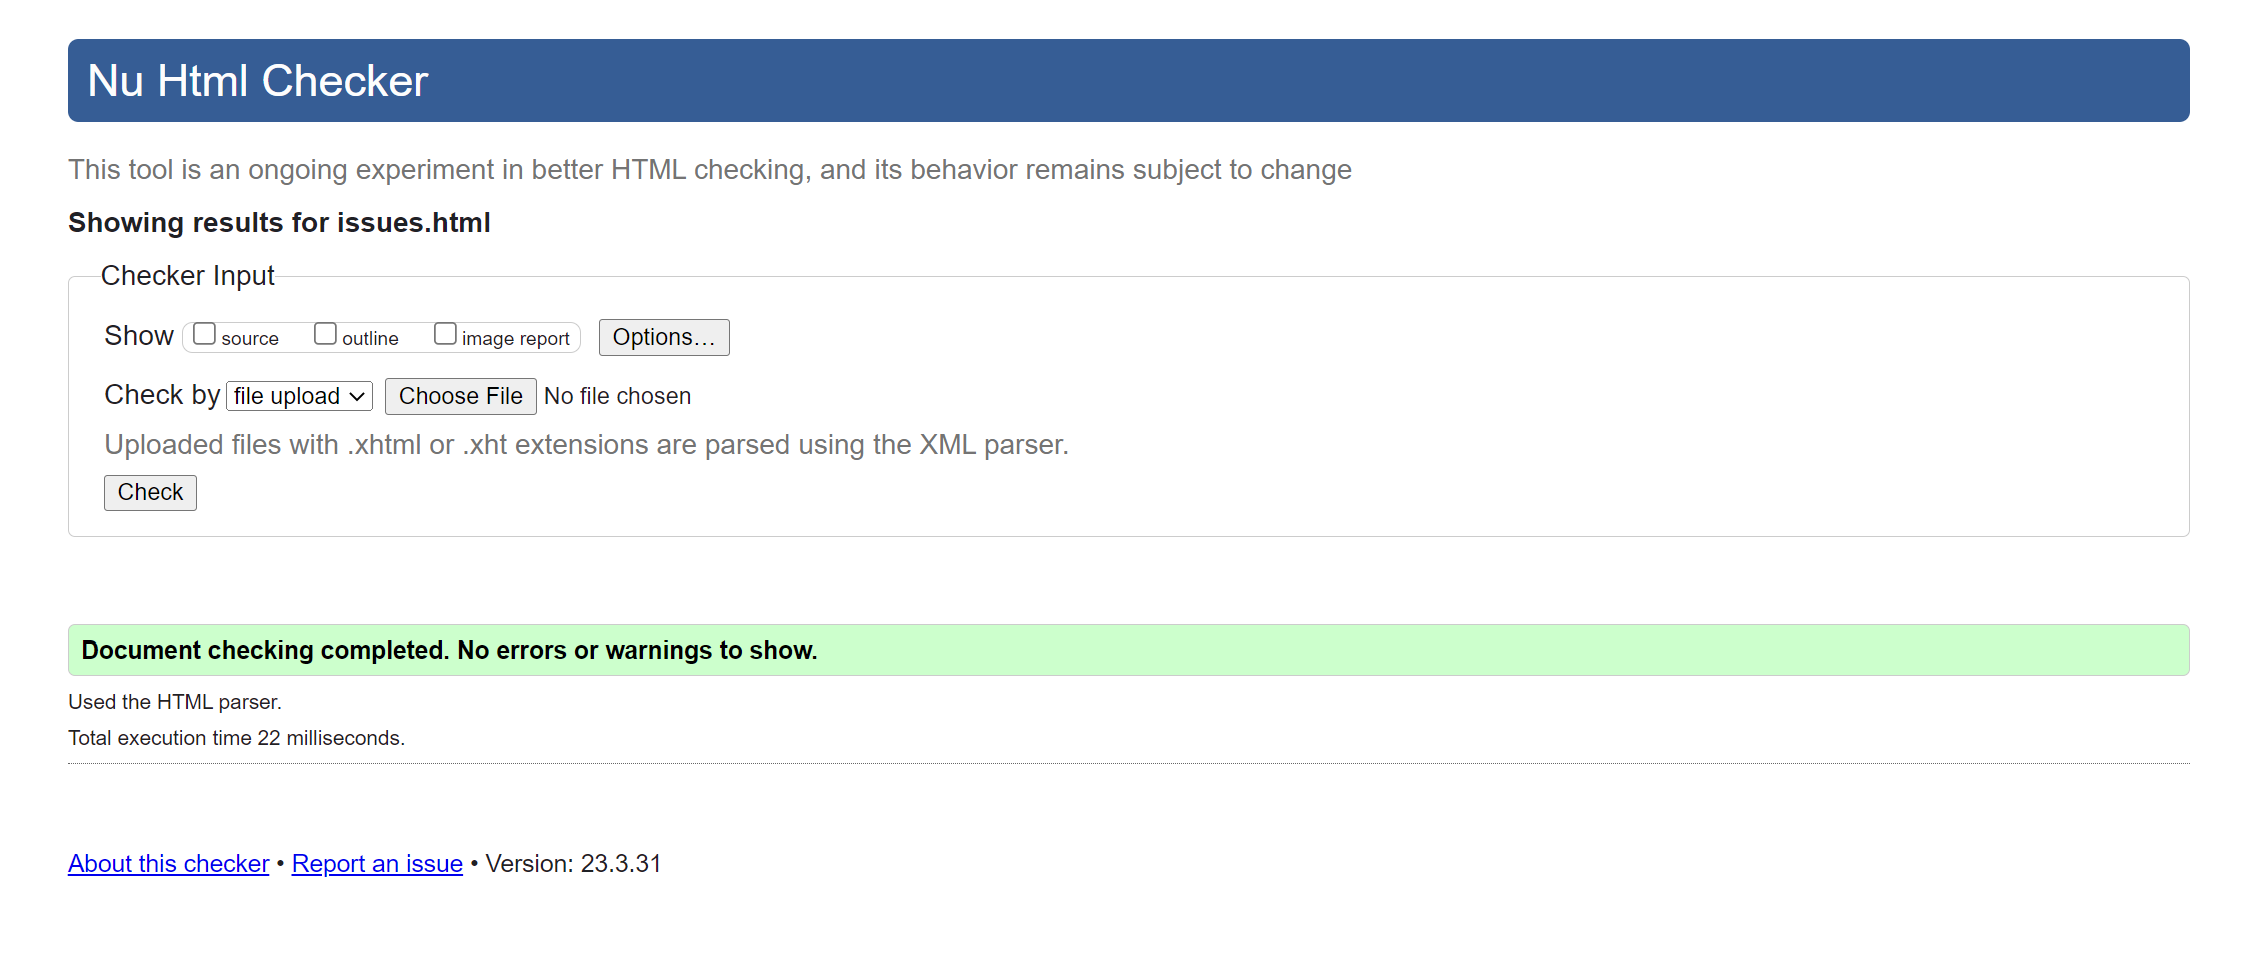 Nu Html Checker
This tool is an ongoing experiment in better HTML checking, and its behavior remains subject to change
Showing results for issues.html
Checker Input
Show source outline image report Options...
Check by file upload Choose File No file chosen
Uploaded files with .xhtml or .xht extensions are parsed using the XML parser.
Check
Document checking completed. No errors or warnings to show.
Used the HTML parser.
Total execution time 22 milliseconds.
About this checker • Report an issue • Version: 23.3.31